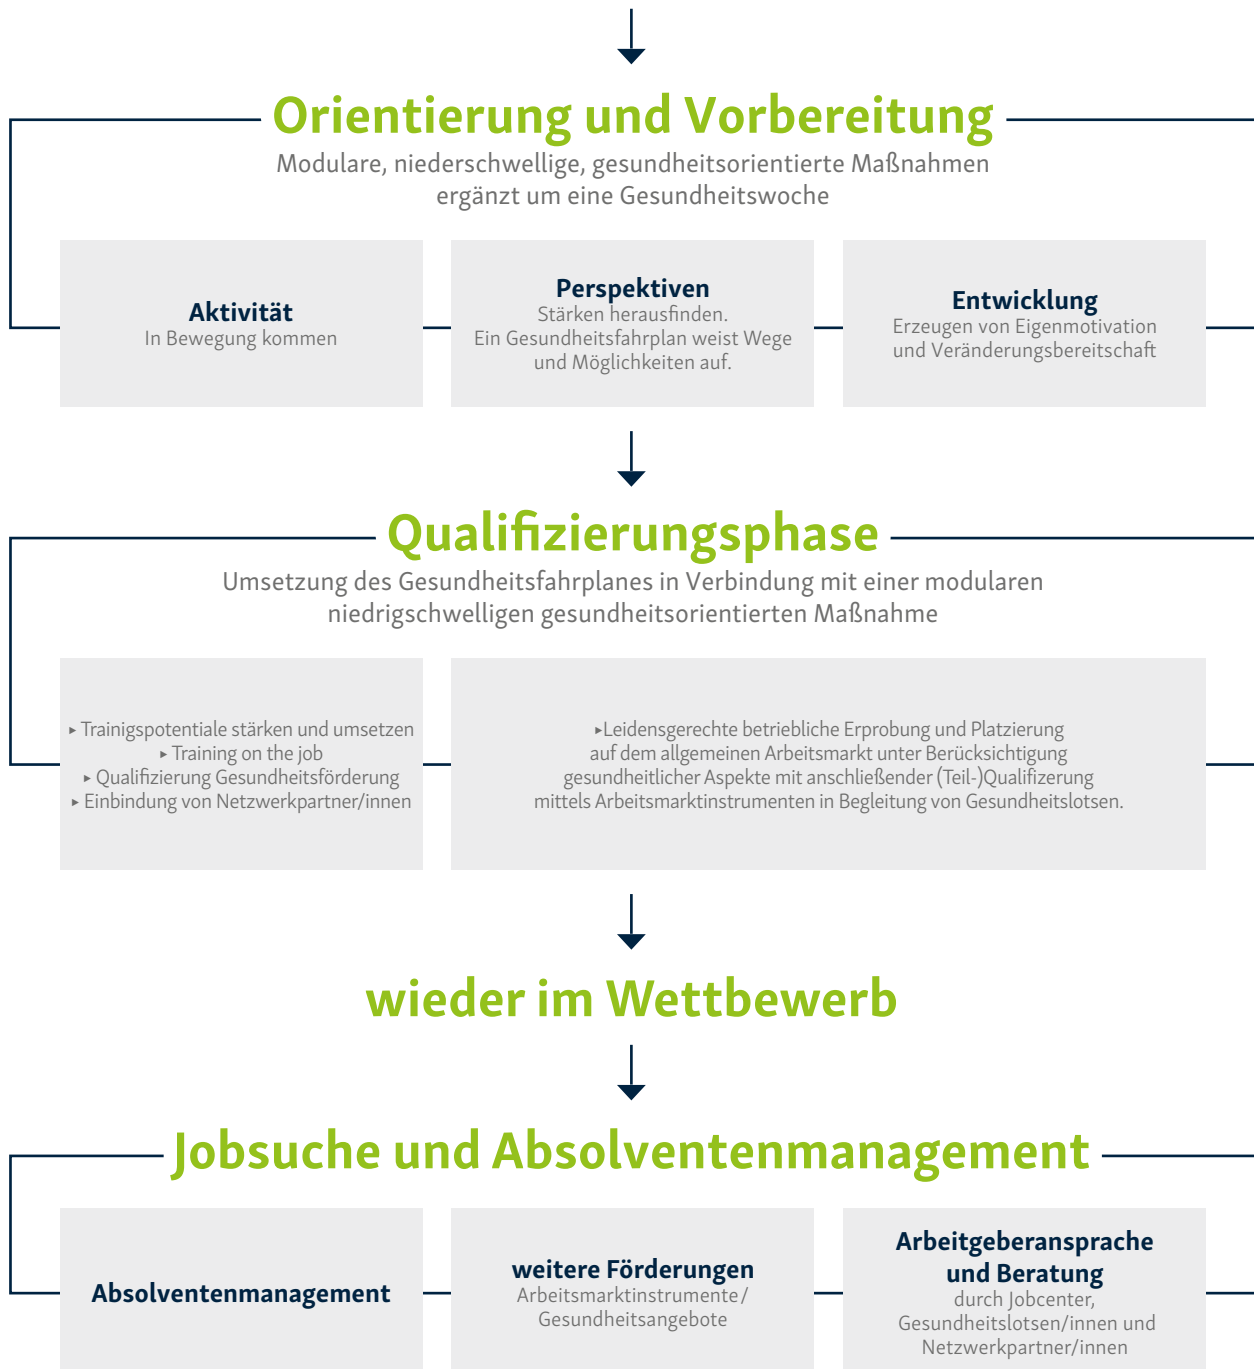 Orientierung und Vorbereitung
Modulare, niederschwellige, gesundheitsorientierte Maßnahmen
ergänzt um eine Gesundheitswoche
Aktivität
In Bewegung kommen
Perspektiven
Stärken herausfinden.
Ein Gesundheitsfahrplan weist Wege
und Möglichkeiten auf.
Entwicklung
Erzeugen von Eigenmotivation
und Veränderungsbereitschaft
Qualifizierungsphase
Umsetzung des Gesundheitsfahrplanes in Verbindung mit einer modularen
niedrigschwelligen gesundheitsorientierten Maßnahme
▸ Trainigspotentiale stärken und umsetzen
▸ Training on the job
▸ Qualifizierung Gesundheitsförderung
▸ Einbindung von Netzwerkpartner/innen
▸Leidensgerechte betriebliche Erprobung und Platzierung
auf dem allgemeinen Arbeitsmarkt unter Berücksichtigung
gesundheitlicher Aspekte mit anschließender (Teil-)Qualifizerung
mittels Arbeitsmarktinstrumenten in Begleitung von Gesundheitslotsen.
wieder im Wettbewerb
Jobsuche und Absolventenmanagement
Absolventenmanagement
weitere Förderungen
Arbeitsmarktinstrumente/
Gesundheitsangebote
Arbeitgeberansprache
und Beratung
durch Jobcenter,
Gesundheitslotsen/innen und
Netzwerkpartner/innen